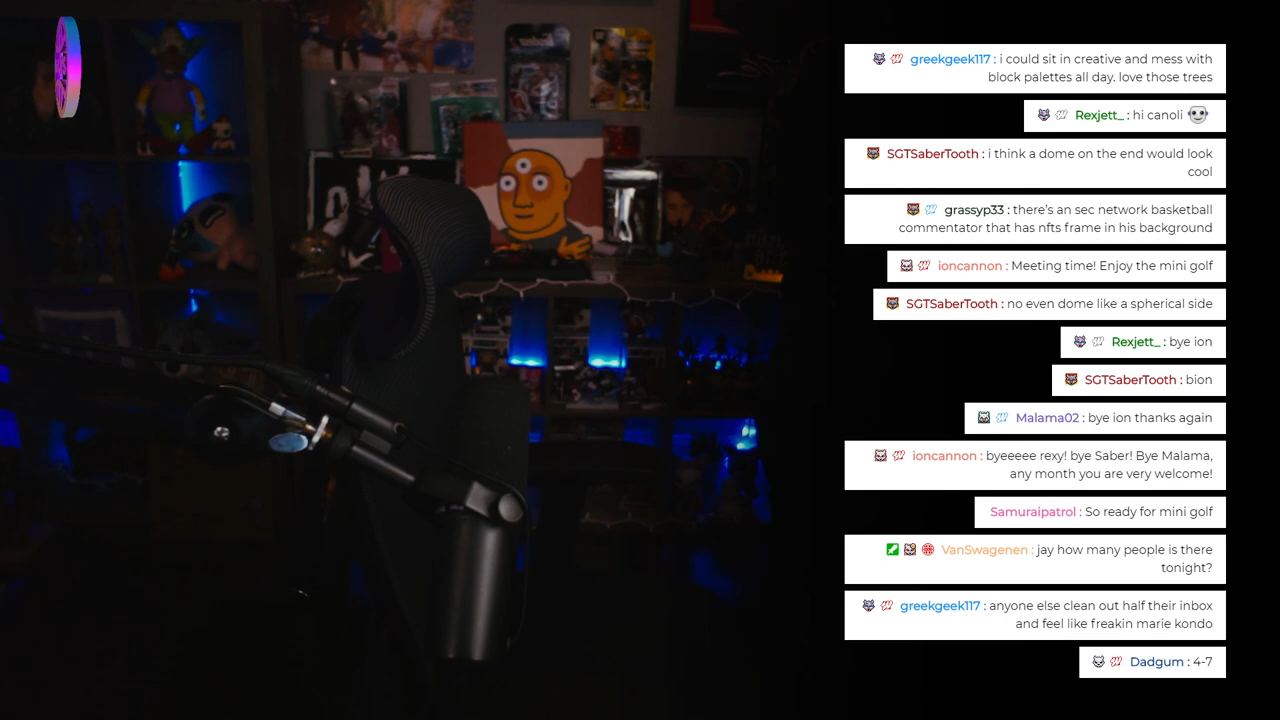 greekgeek117 : i could sit in creative and mess with
block palettes all day. love those trees
Rexjett_ : hi canoli
SGTSaberTooth : i think a dome on the end would look
cool
grassyp33 : there's an sec network basketball
commentator that has nfts frame in his background
ioncannon : Meeting time! Enjoy the mini golf
SGTSaberTooth : no even dome like a spherical side
Rexjett_ : bye ion
SGTSaberTooth : bion
Malama02 : bye ion thanks again
ioncannon : byeeeee rexy! bye Saber! Bye Malama,
any month you are very welcome!
Samuraipatrol : So ready for mini golf
VanSwagenen : jay how many people is there
tonight?
greekgeek117 : anyone else clean out half their inbox
and feel like freakin marie kondo
Dadgum : 4-7